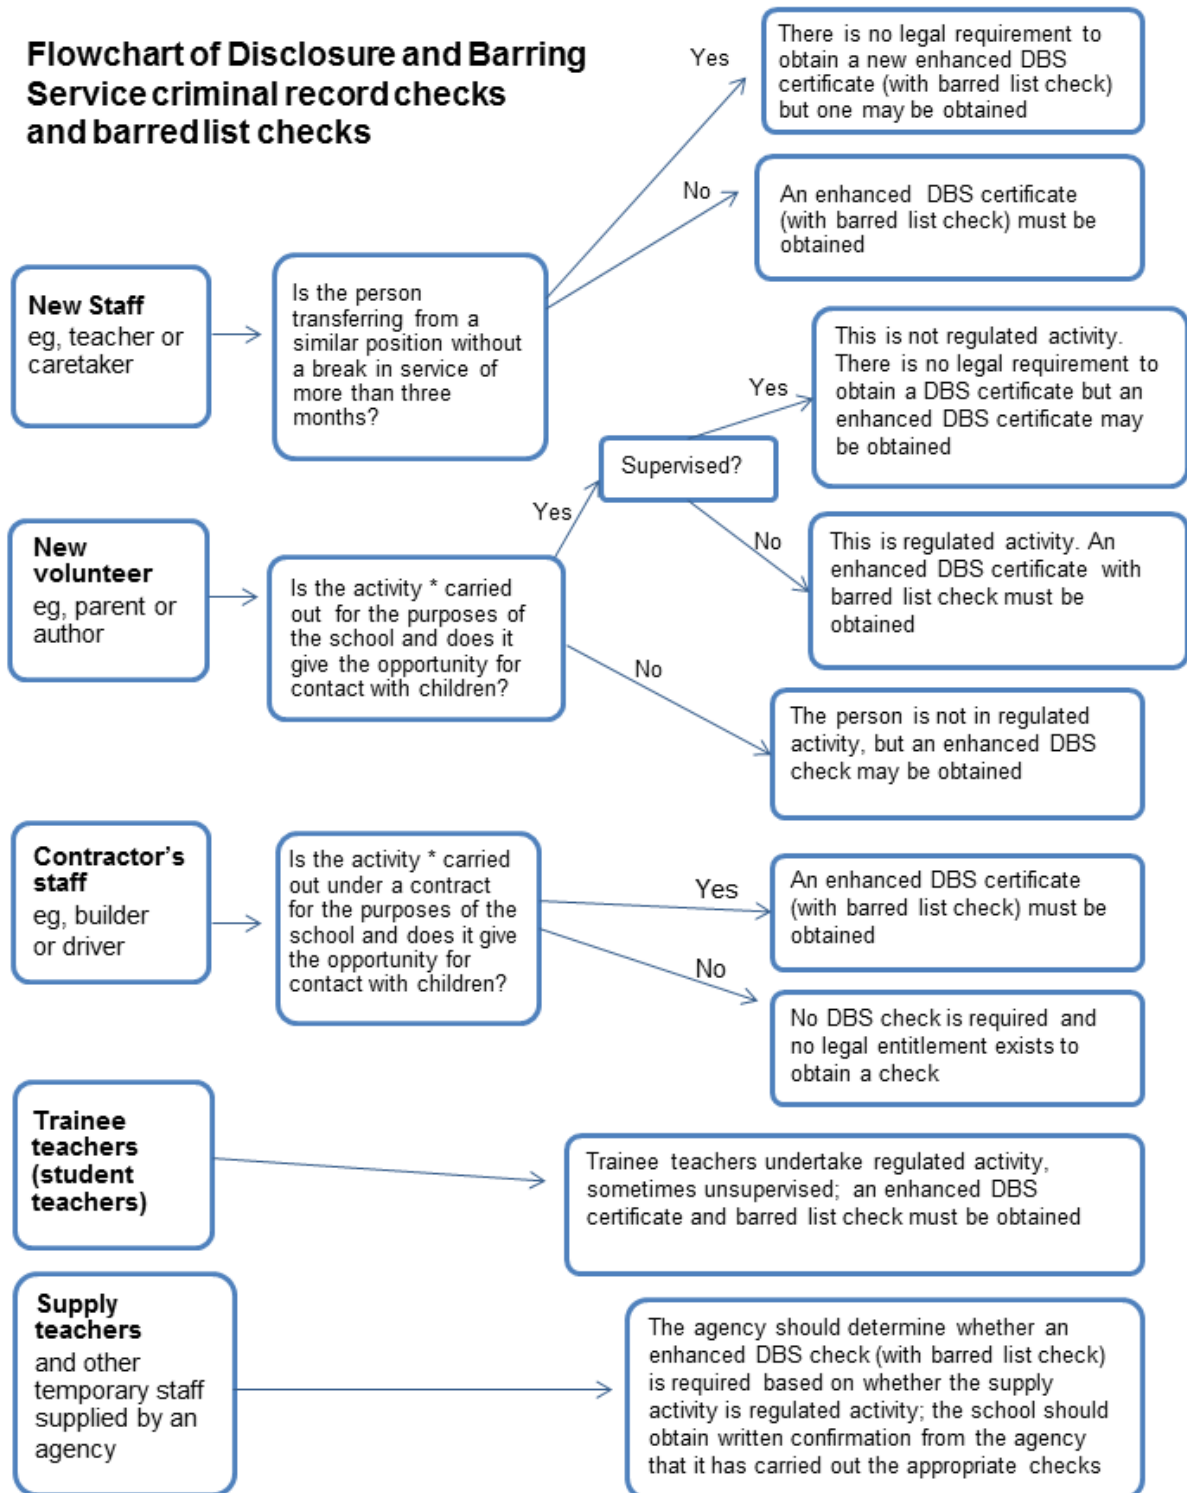 Flowchart of Disclosure and Barring
Service criminal record checks
and barred list checks
New Staff
eg, teacher or
caretaker
Is the person
transferring from a
similar position without
a break in service of
more than three
months?
Yes
There is no legal requirement to
obtain a new enhanced DBS
certificate (with barred list check)
but one may be obtained
No
An enhanced DBS certificate
(with barred list check) must be
obtained
New
volunteer
eg, parent or
author
Is the activity * carried
out for the purposes of
the school and does it
give the opportunity for
contact with children?
Yes
Supervised?
Yes
This is not regulated activity.
There is no legal requirement to
obtain a DBS certificate but an
enhanced DBS certificate may
be obtained
No
This is regulated activity. An
enhanced DBS certificate with
barred list check must be
obtained
No
The person is not in regulated
activity, but an enhanced DBS
check may be obtained
Contractor's
staff
eg, builder
or driver
Is the activity * carried
out under a contract
for the purposes of the
school and does it give
the opportunity for
contact with children?
Yes
An enhanced DBS certificate
(with barred list check) must be
obtained
No
No DBS check is required and
no legal entitlement exists to
obtain a check
Trainee
teachers
(student
teachers)
Trainee teachers undertake regulated activity,
sometimes unsupervised; an enhanced DBS
certificate and barred list check must be obtained
Supply
teachers
and other
temporary staff
supplied by an
agency
The agency should determine whether an
enhanced DBS check (with barred list check)
is required based on whether the supply
activity is regulated activity; the school should
obtain written confirmation from the agency
that it has carried out the appropriate checks